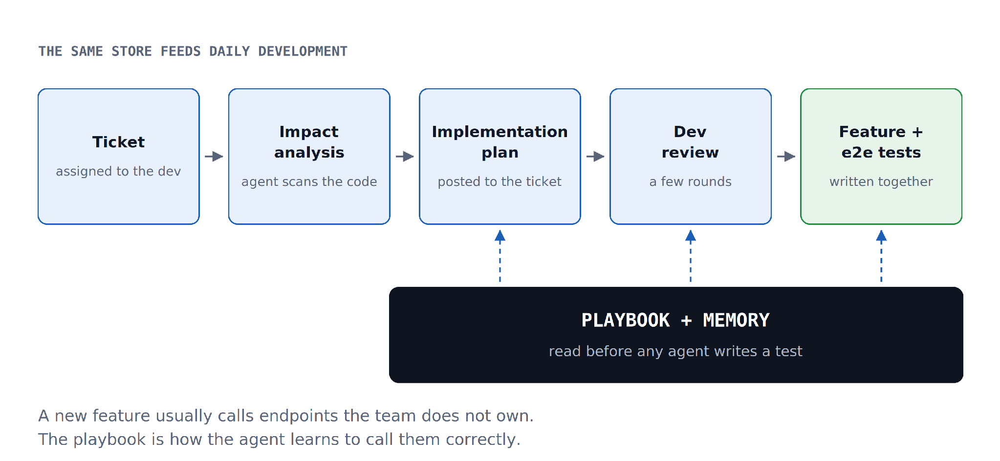 THE SAME STORE FEEDS DAILY DEVELOPMENT
Ticket
assigned to the dev
Impact
analysis
agent scans the code
Implementation
plan
posted to the ticket
Dev
review
a few rounds
Feature +
e2e tests
written together
PLAYBOOK + MEMORY
read before any agent writes a test
A new feature usually calls endpoints the team does not own.
The playbook is how the agent learns to call them correctly.